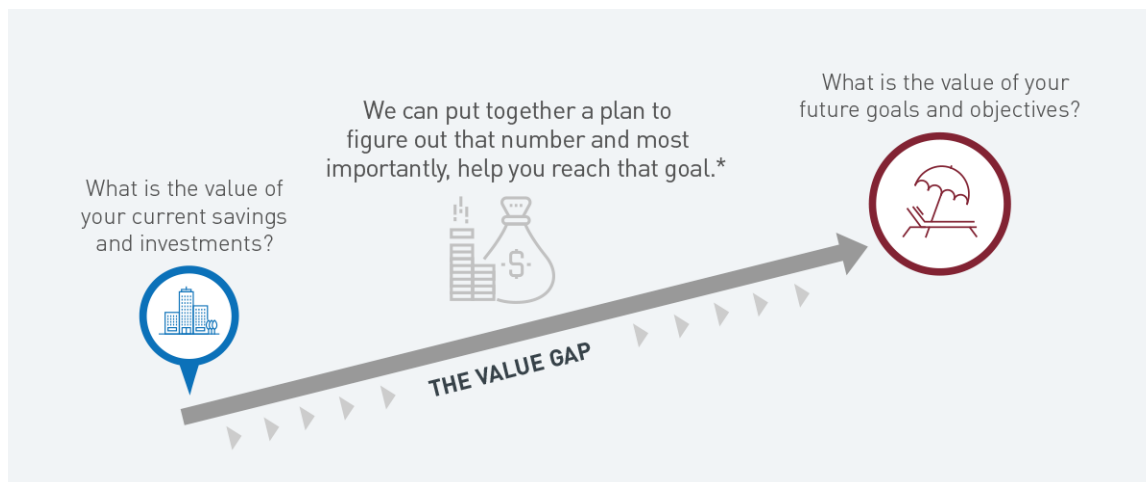 What is the value of
your current savings
and investments?
We can put together a plan to
figure out that number and most
importantly, help you reach that goal.*
$
What is the value of your
future goals and objectives?
THE VALUE GAP